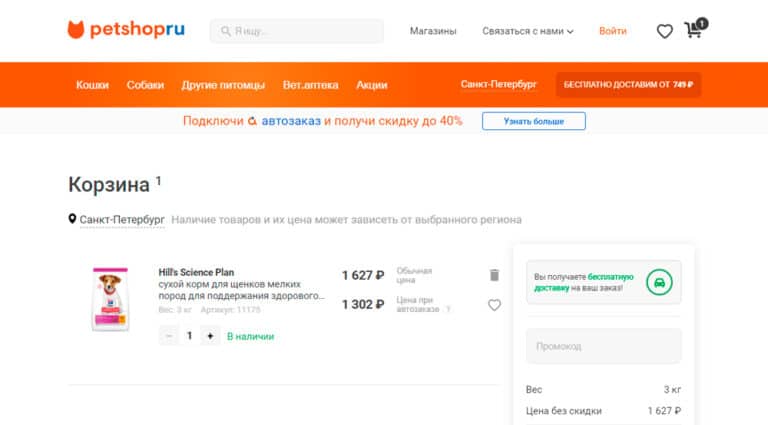 petshopru
Я ищу...
Магазины
Связаться с нами
Войти
1
Кошки
Собаки
Другие питомцы
Вет.аптека
Акции
Санкт-Петербург
БЕСПЛАТНО ДОСТАВИМ ОТ 749 ₽
Подключи автозаказ и получи скидку до 40%
Узнать больше
Корзина 1
Санкт-Петербург Наличие товаров и их цена может зависеть от выбранного региона
Hill's Science Plan
сухой корм для щенков мелких
пород для поддержания здорового...
Вес: 3 кг Артикул: 11175
− 1 +
В наличии
1 627 ₽
Обычная
цена
1 302 ₽
Цена при
автозаказе ?
Вы получаете бесплатную
доставку на ваш заказ!
Промокод
Вес 3 кг
Цена без скидки 1 627 ₽